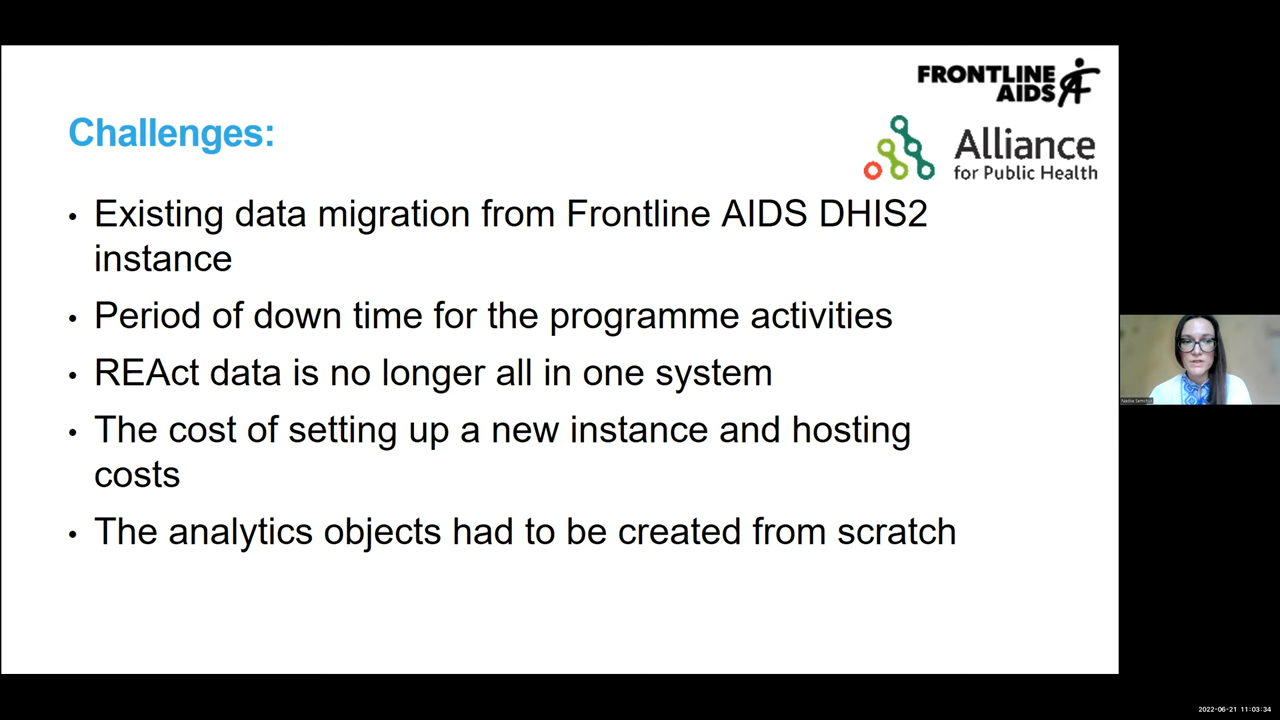 FRONTLINE
AIDS
Alliance
for Public Health
Challenges:
• Existing data migration from Frontline AIDS DHIS2
instance
• Period of down time for the programme activities
• REAct data is no longer all in one system
• The cost of setting up a new instance and hosting
costs
• The analytics objects had to be created from scratch
2022-06-21 11:03:34